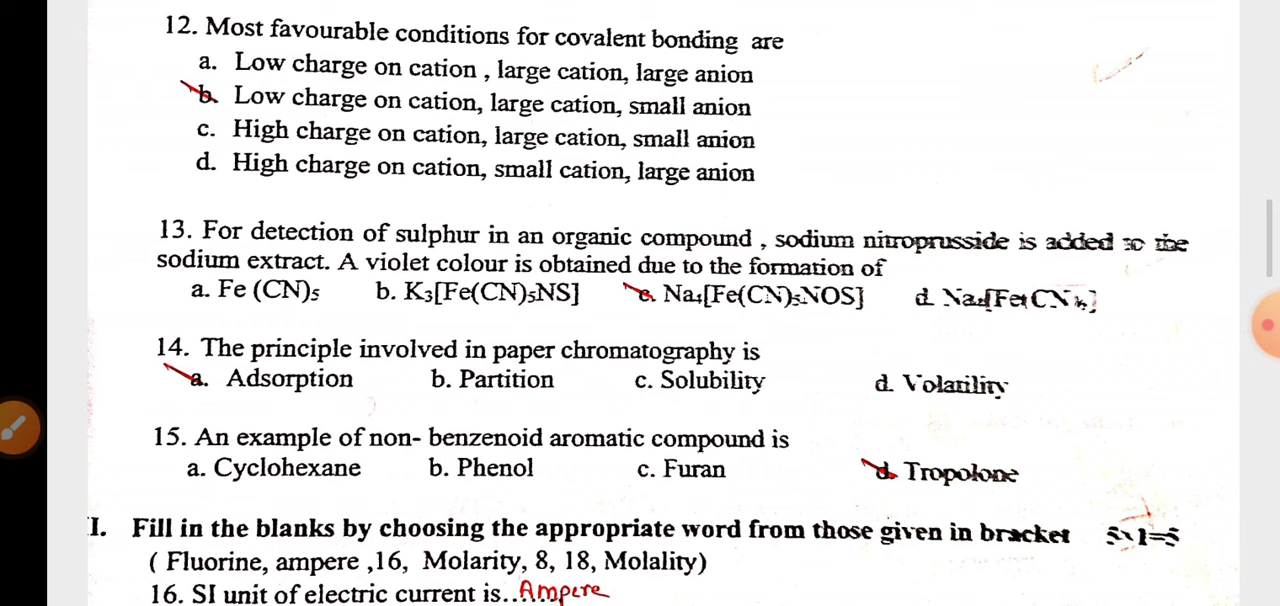 12. Most favourable conditions for covalent bonding are
a. Low charge on cation , large cation, large anion
b. Low charge on cation, large cation, small anion
c. High charge on cation, large cation, small anion
d. High charge on cation, small cation, large anion
13. For detection of sulphur in an organic compound , sodium nitroprusside is added to the
sodium extract. A violet colour is obtained due to the formation of
a. Fe (CN)₅ b. K₃[Fe(CN)₅NS] c. Na₄[Fe(CN)₅NOS] d.
14. The principle involved in paper chromatography is
a. Adsorption b. Partition c. Solubility d. Volatility
15. An example of non- benzenoid aromatic compound is
a. Cyclohexane b. Phenol c. Furan d. Tropolone
I. Fill in the blanks by choosing the appropriate word from those given in bracket 5x1=5
( Fluorine, ampere ,16, Molarity, 8, 18, Molality)
16. SI unit of electric current is..Ampere